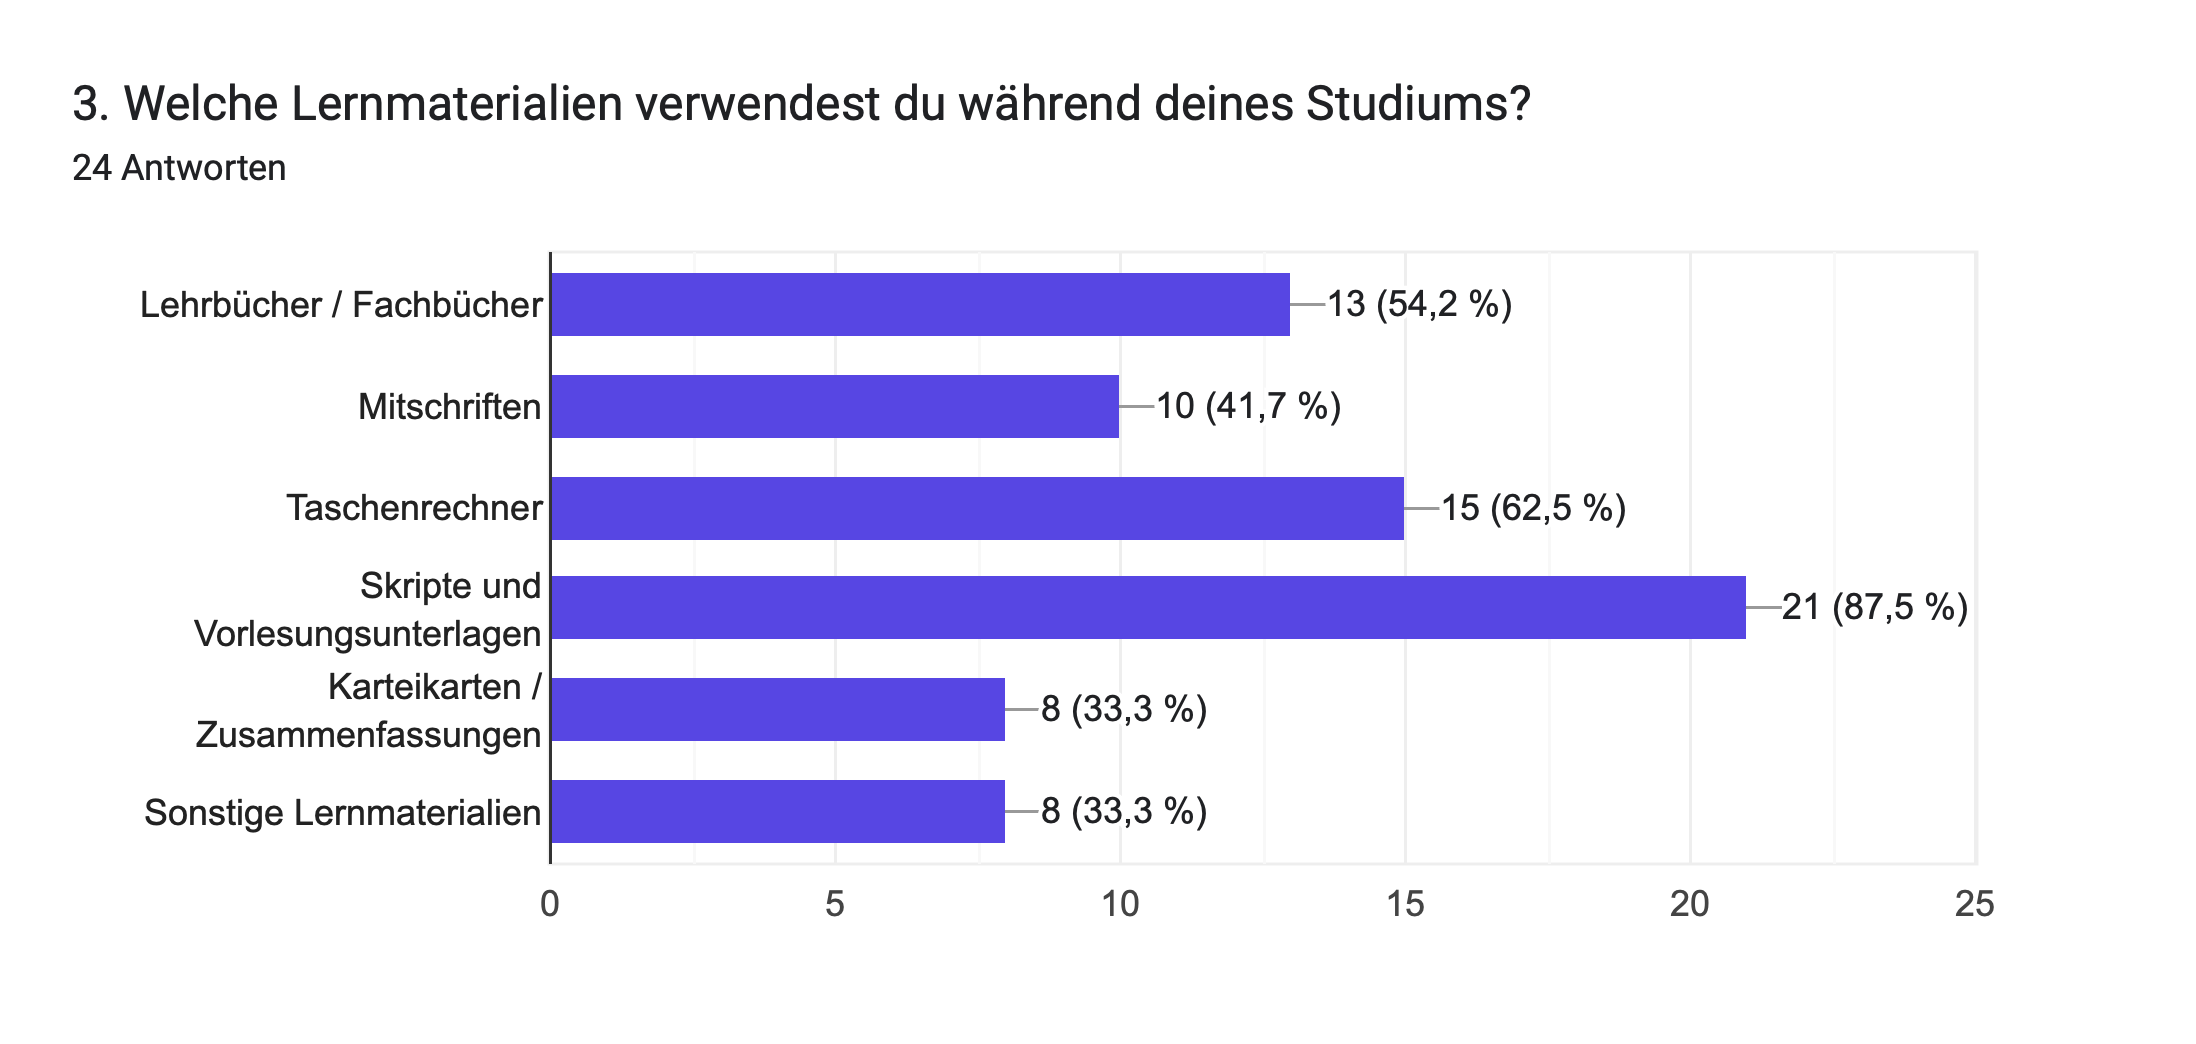 3. Welche Lernmaterialien verwendest du während deines Studiums?
24 Antworten
Lehrbücher / Fachbücher
13 (54,2 %)
Mitschriften
10 (41,7 %)
Taschenrechner
15 (62,5 %)
Skripte und
Vorlesungsunterlagen
21 (87,5 %)
Karteikarten /
Zusammenfassungen
8 (33,3 %)
Sonstige Lernmaterialien
8 (33,3 %)
0 5 10 15 20 25